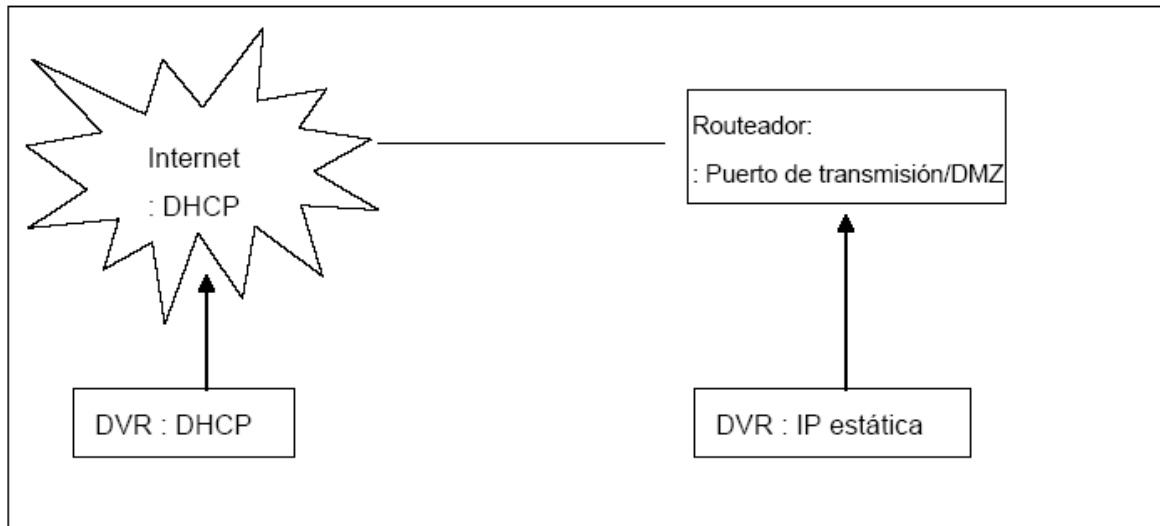 Internet
: DHCP
Routeador:
: Puerto de transmisión/DMZ
DVR : DHCP
DVR : IP estática